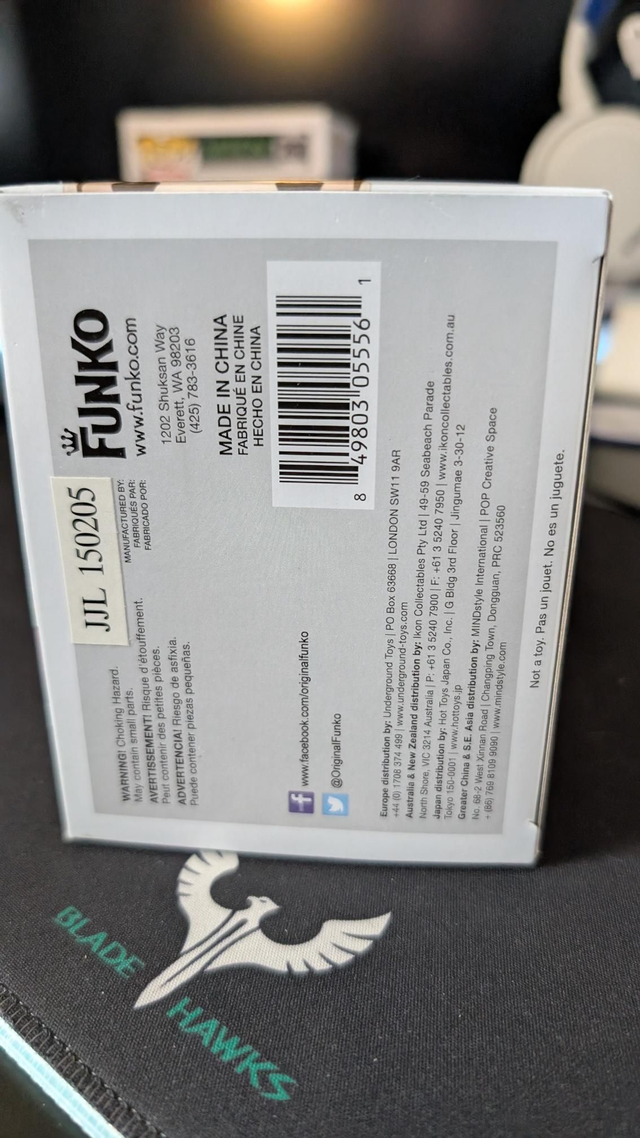 WARNING! Choking Hazard.
May contain small parts.
AVERTISSEMENT! Risque d'étouffement.
Peut contenir des petites pièces.
ADVERTENCIA! Riesgo de asfixia.
Puede contener piezas pequeñas.
JJL 150205
MANUFACTURED BY:
FABRIQUÉS PAR:
FABRICADO POR:
FUNKO
www.funko.com
1202 Shuksan Way
Everett, WA 98203
(425) 783-3616
MADE IN CHINA
FABRIQUÉ EN CHINE
HECHO EN CHINA
8 49803 05556 1
www.facebook.com/originalfunko
@OriginalFunko
Europe distribution by: Underground Toys | PO Box 63668 | LONDON SW11 9AR
+44 (0) 1708 374 499 | www.underground-toys.com
Australia & New Zealand distribution by: Ikon Collectables Pty Ltd | 49-59 Seabeach Parade
North Shore, VIC 3214 Australia | P: +61 3 5240 7900 | F: +61 3 5240 7950 | www.ikoncollectables.com.au
Japan distribution by: Hot Toys Japan Co., Inc. | G Bldg 3rd Floor | Jingumae 3-30-12
Tokyo 150-0001 | www.hottoys.jp
Greater China & S.E. Asia distribution by: MINDstyle International | POP Creative Space
No. 68-2 West Xinnan Road | Changping Town, Dongguan, PRC 523560
+ (86) 769 8109 9090 | www.mindstyle.com
Not a toy. Pas un jouet. No es un juguete.
BLADE
HAWKS